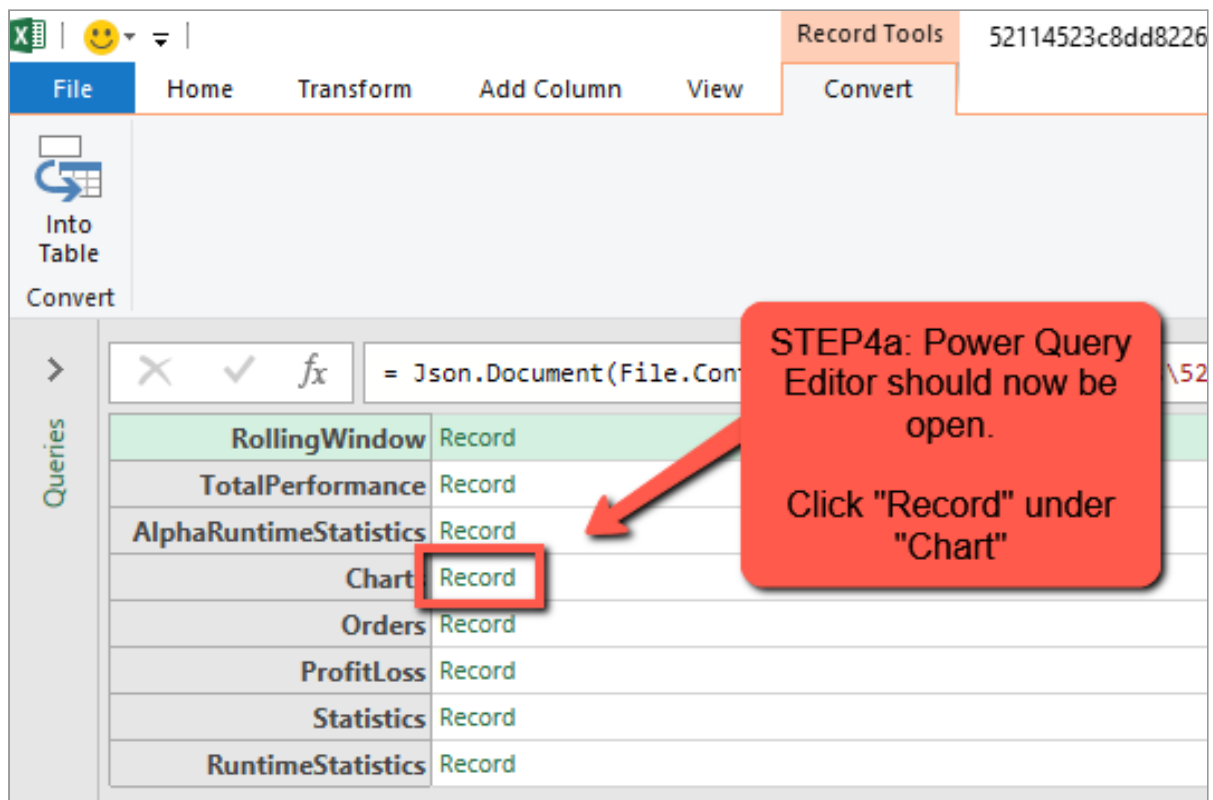 Record Tools 52114523c8dd8226
File Home Transform Add Column View Convert
Into
Table
Convert
Queries
fx = Json.Document(File.Con \52
RollingWindow Record
TotalPerformance Record
AlphaRuntimeStatistics Record
Chart Record
Orders Record
ProfitLoss Record
Statistics Record
RuntimeStatistics Record
STEP4a: Power Query
Editor should now be
open.
Click "Record" under
"Chart"